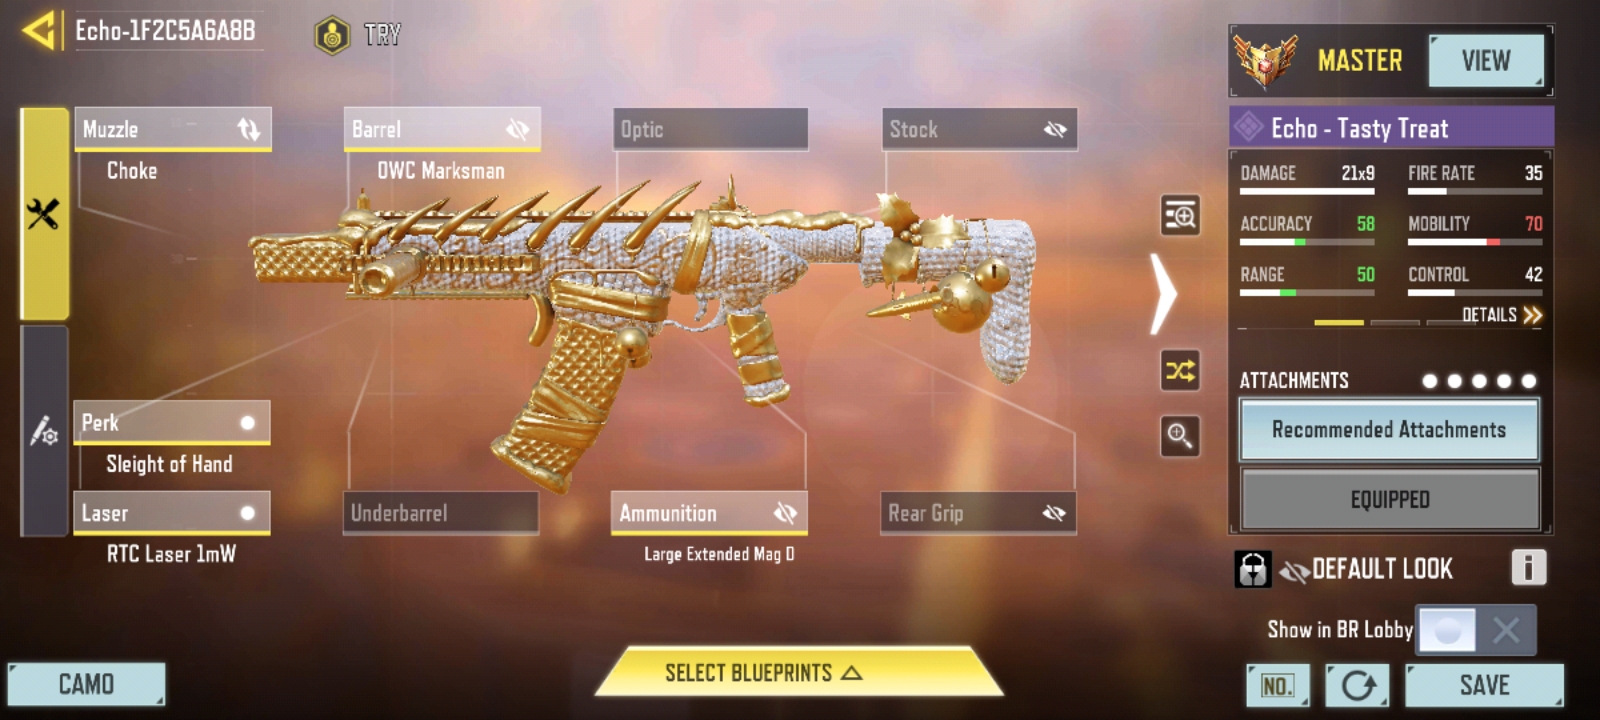 Echo-1F2C5A6A8B
TRY
MASTER
VIEW
Muzzle
Choke
Barrel
OWC Marksman
Optic
Stock
Echo - Tasty Treat
DAMAGE 21x9
FIRE RATE 35
ACCURACY 58
MOBILITY 70
RANGE 50
CONTROL 42
DETAILS
ATTACHMENTS
Recommended Attachments
EQUIPPED
Perk
Sleight of Hand
Laser
RTC Laser 1mW
Underbarrel
Ammunition
Large Extended Mag D
Rear Grip
DEFAULT LOOK
i
Show in BR Lobby
CAMO
SELECT BLUEPRINTS
NO.
SAVE